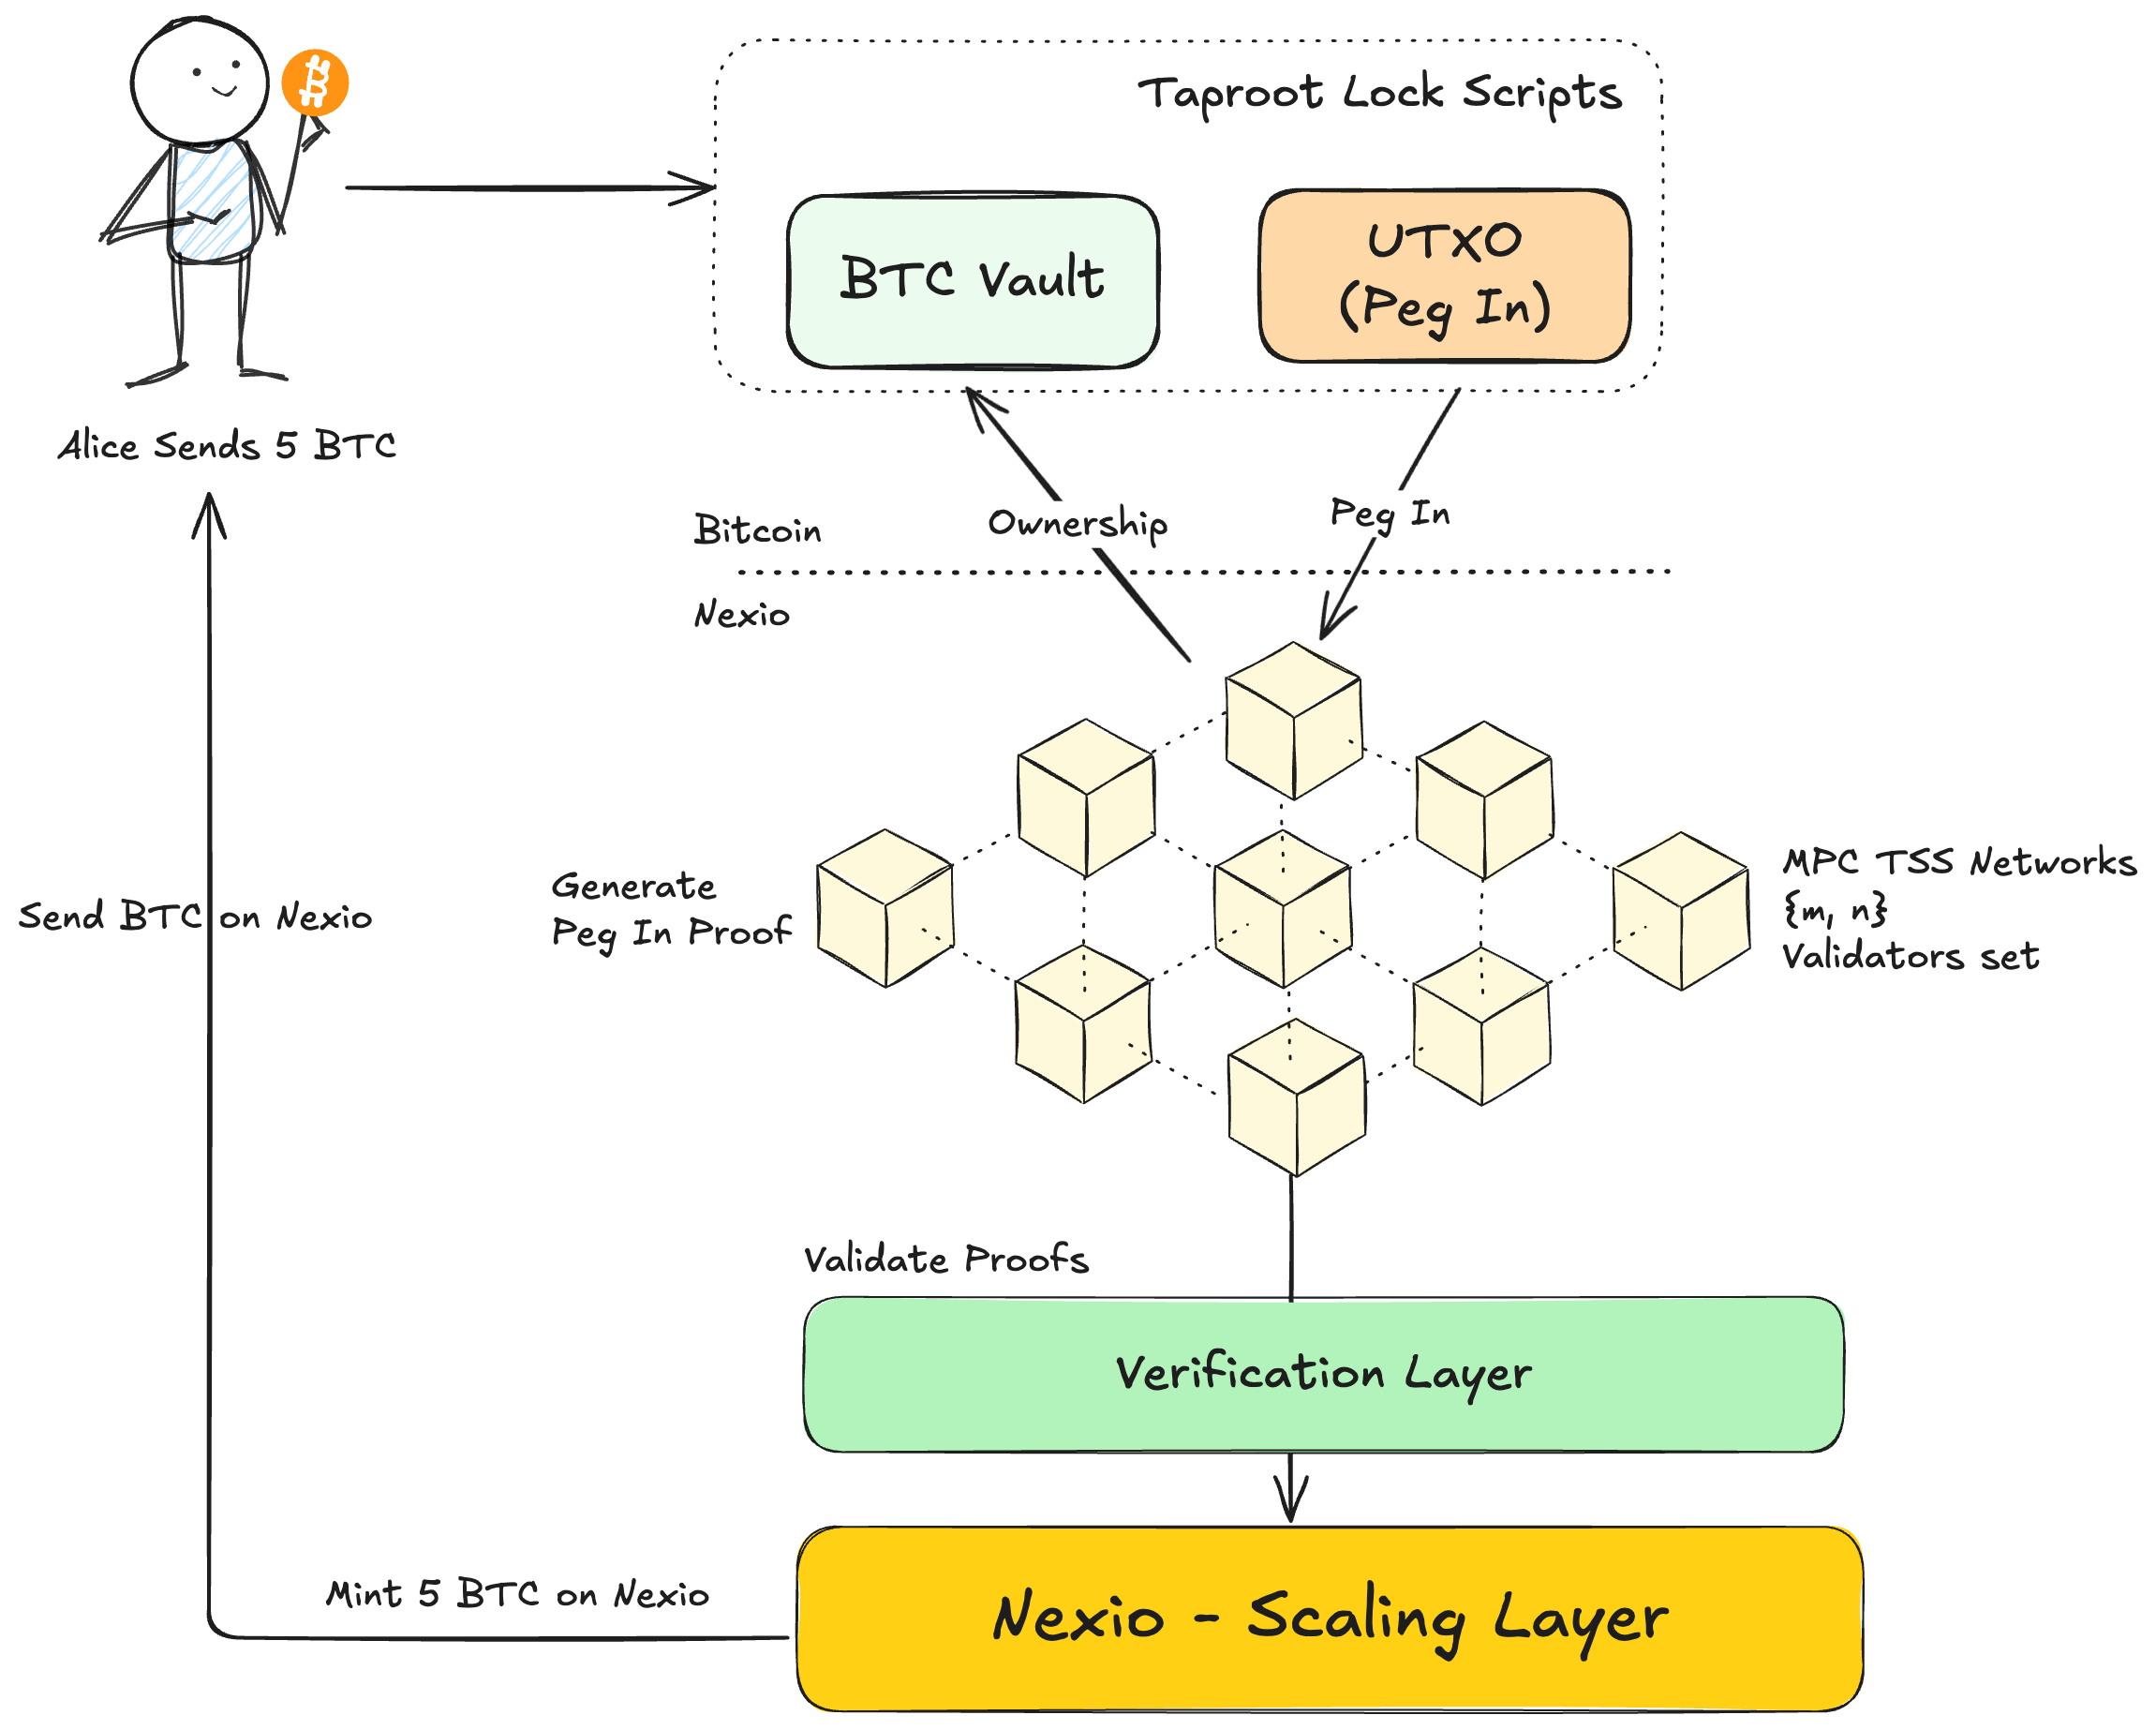 Taproot Lock Scripts
BTC Vault
UTXO
(Peg In)
Alice Sends 5 BTC
Bitcoin
Ownership
Peg In
Nexio
Generate
Peg In Proof
MPC TSS Networks
{m, n}
Validators set
Send BTC on Nexio
Validate Proofs
Verification Layer
Mint 5 BTC on Nexio
Nexio - Scaling Layer